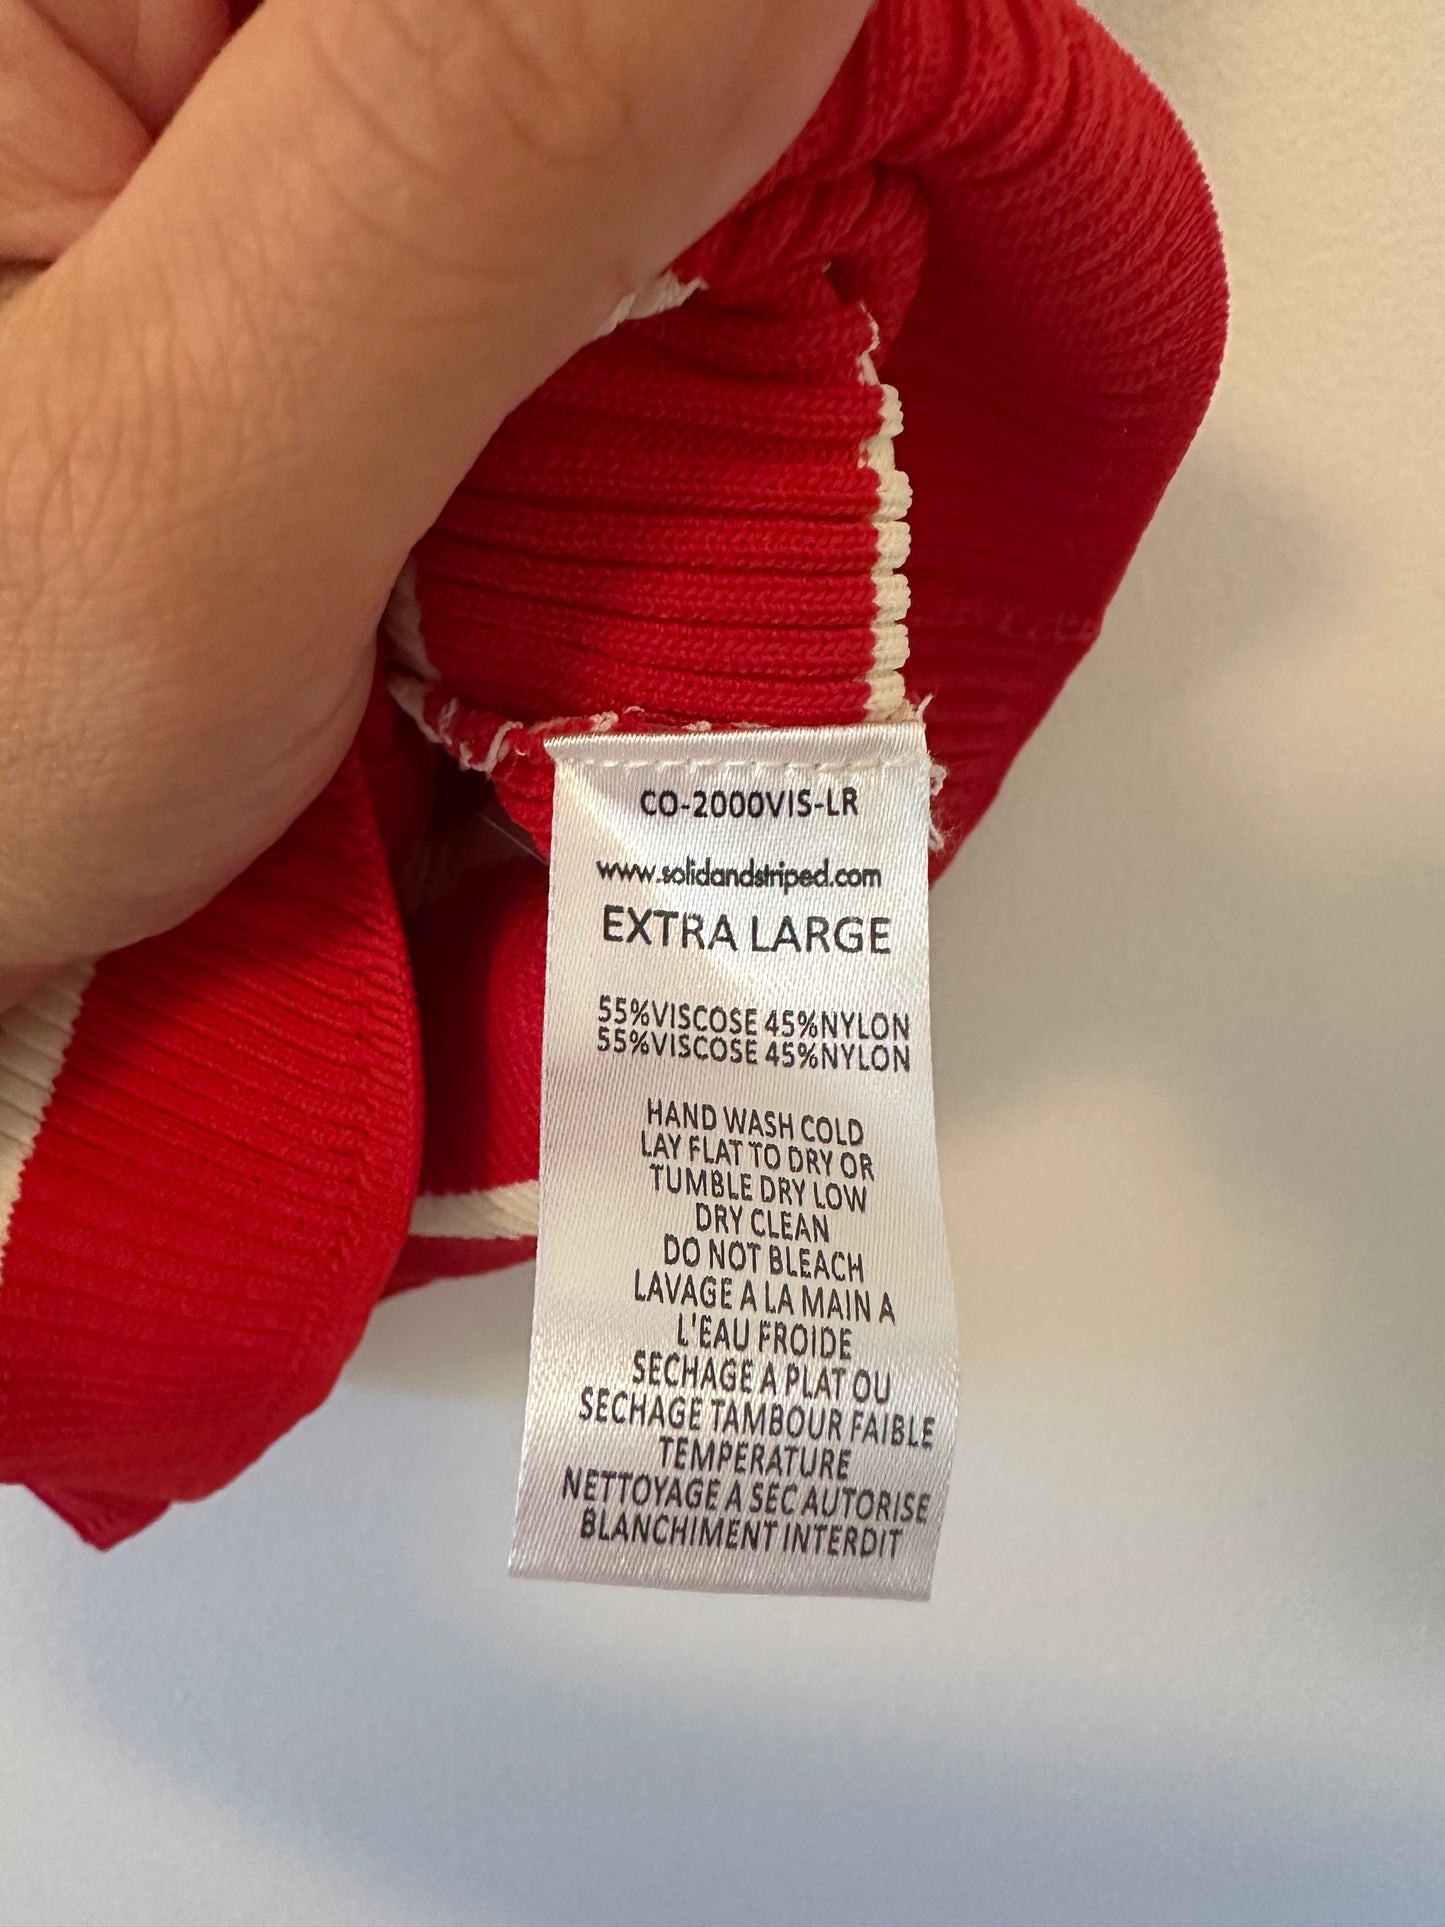 CO-2000VIS-LR
www.solidandstriped.com
EXTRA LARGE
55%VISCOSE 45%NYLON
55%VISCOSE 45%NYLON
HAND WASH COLD
LAY FLAT TO DRY OR
TUMBLE DRY LOW
DRY CLEAN
DO NOT BLEACH
LAVAGE A LA MAIN A
L'EAU FROIDE
SECHAGE A PLAT OU
SECHAGE TAMBOUR FAIBLE
TEMPERATURE
NETTOYAGE A SEC AUTORISE
BLANCHIMENT INTERDIT